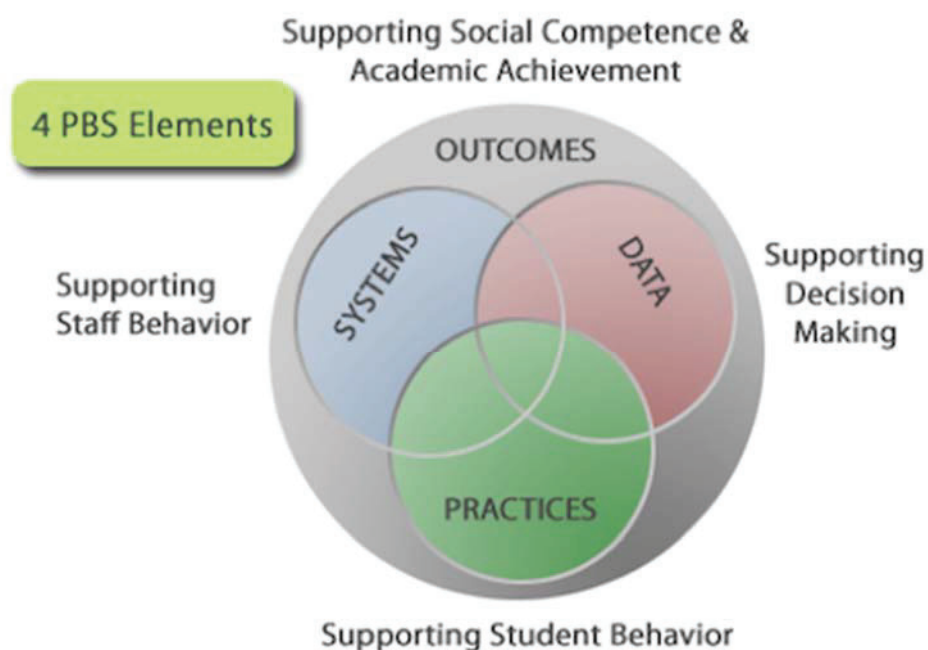 Supporting Social Competence &
Academic Achievement
4 PBS Elements
OUTCOMES
SYSTEMS
DATA
Supporting
Staff Behavior
Supporting
Decision
Making
PRACTICES
Supporting Student Behavior